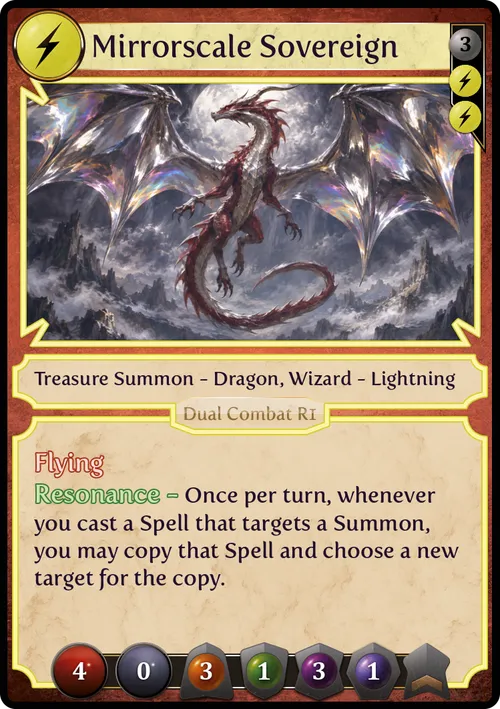 Mirrorscale Sovereign
3
Treasure Summon - Dragon, Wizard - Lightning
Dual Combat R1
Flying
Resonance - Once per turn, whenever
you cast a Spell that targets a Summon,
you may copy that Spell and choose a new
target for the copy.
4* 0* 3 1 3 1